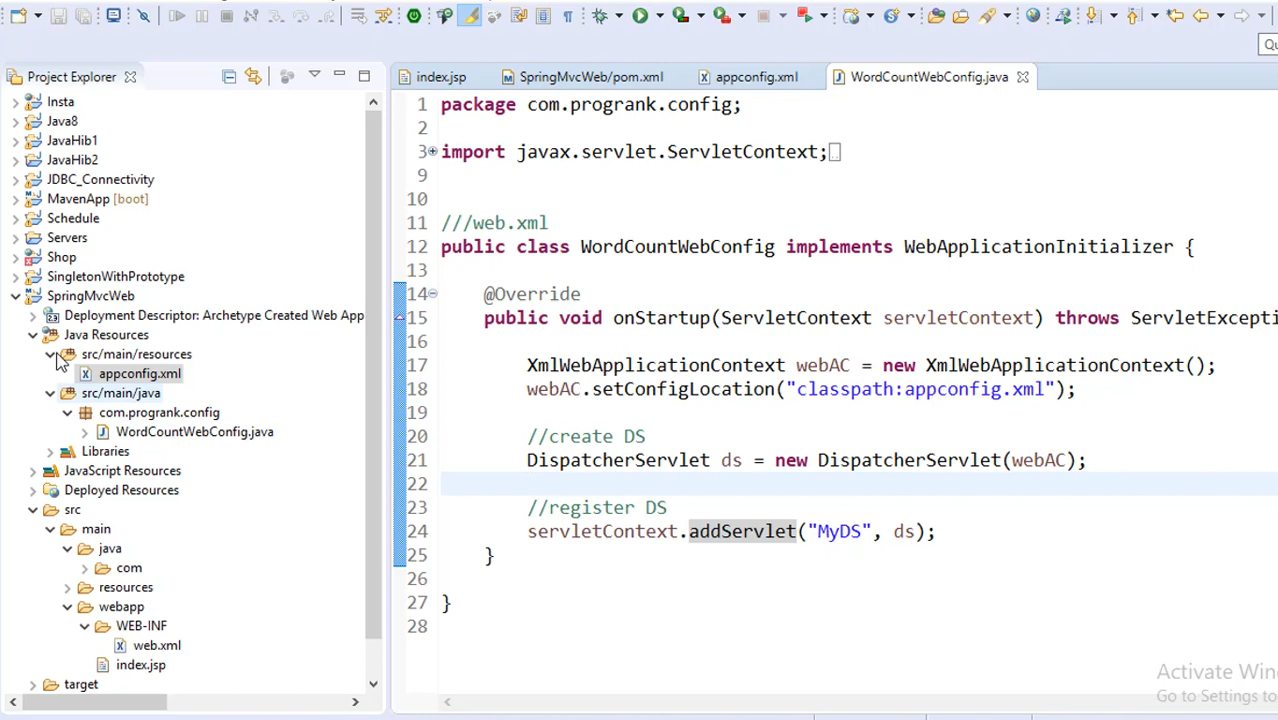 Qu
Project Explorer
Insta
Java8
JavaHib1
JavaHib2
JDBC_Connectivity
MavenApp [boot]
Schedule
Servers
Shop
SingletonWithPrototype
SpringMvcWeb
Deployment Descriptor: Archetype Created Web App
Java Resources
src/main/resources
appconfig.xml
src/main/java
com.progrank.config
WordCountWebConfig.java
Libraries
JavaScript Resources
Deployed Resources
src
main
java
com
resources
webapp
WEB-INF
web.xml
index.jsp
target
index.jsp SpringMvcWeb/pom.xml appconfig.xml WordCountWebConfig.java
1 package com.progrank.config;
2
3 import javax.servlet.ServletContext;
9
10
11 ///web.xml
12 public class WordCountWebConfig implements WebApplicationInitializer {
13
14 @Override
15 public void onStartup(ServletContext servletContext) throws ServletExcepti
16
17 XmlWebApplicationContext webAC = new XmlWebApplicationContext();
18 webAC.setConfigLocation("classpath:appconfig.xml");
19
20 //create DS
21 DispatcherServlet ds = new DispatcherServlet(webAC);
22
23 //register DS
24 servletContext.addServlet("MyDS", ds);
25 }
26
27 }
28
Activate Win
Go to Settings to